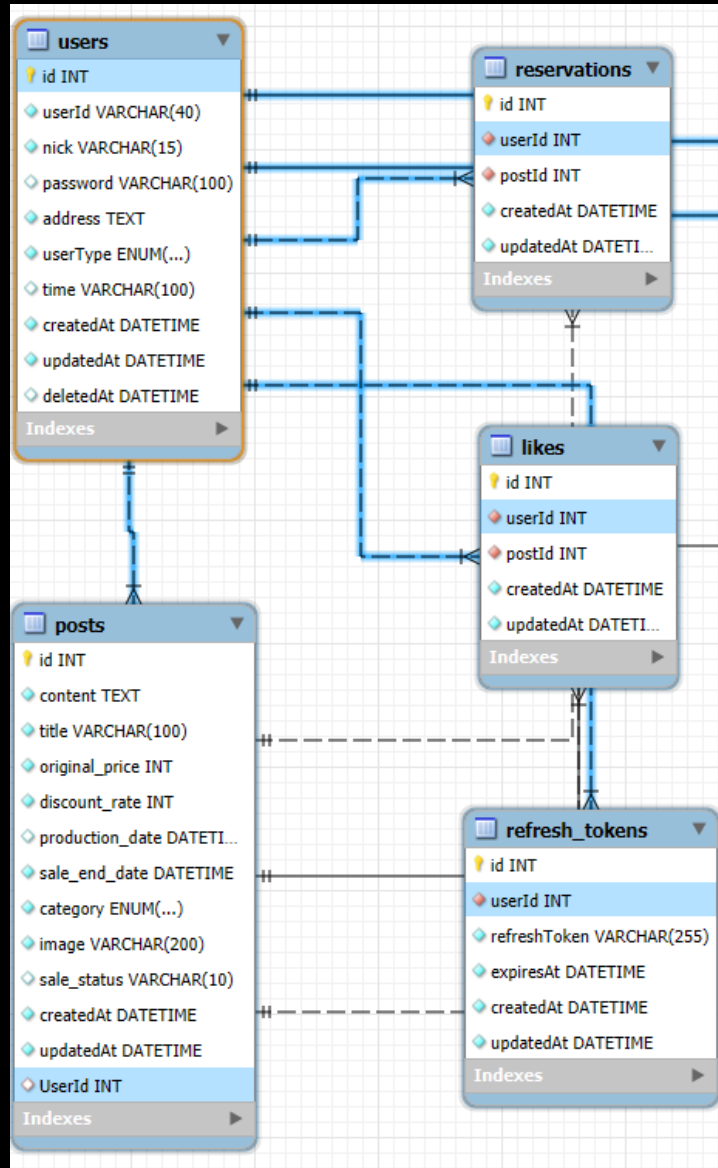 users
id INT
userId VARCHAR(40)
nick VARCHAR(15)
password VARCHAR(100)
address TEXT
userType ENUM(...)
time VARCHAR(100)
createdAt DATETIME
updatedAt DATETIME
deletedAt DATETIME
Indexes
reservations
id INT
userId INT
postId INT
createdAt DATETIME
updatedAt DATETI...
Indexes
likes
id INT
userId INT
postId INT
createdAt DATETIME
updatedAt DATETI...
Indexes
posts
id INT
content TEXT
title VARCHAR(100)
original_price INT
discount_rate INT
production_date DATETI...
sale_end_date DATETIME
category ENUM(...)
image VARCHAR(200)
sale_status VARCHAR(10)
createdAt DATETIME
updatedAt DATETIME
UserId INT
Indexes
refresh_tokens
id INT
userId INT
refreshToken VARCHAR(255)
expiresAt DATETIME
createdAt DATETIME
updatedAt DATETIME
Indexes